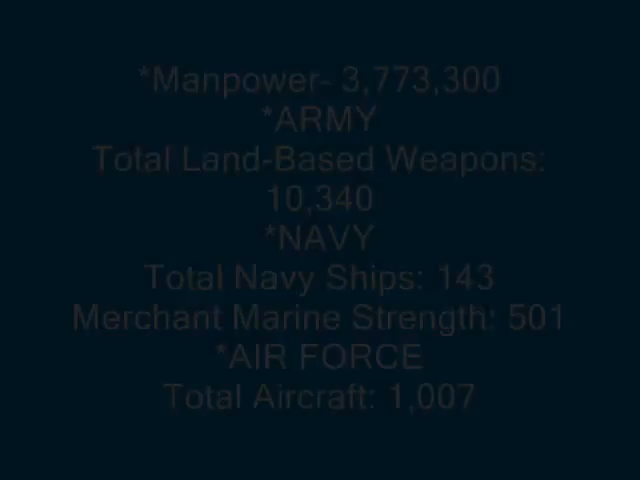 *Manpower- 3,773,300
*ARMY
Total Land-Based Weapons:
10,340
*NAVY
Total Navy Ships: 143
Merchant Marine Strength: 501
*AIR FORCE
Total Aircraft: 1,007